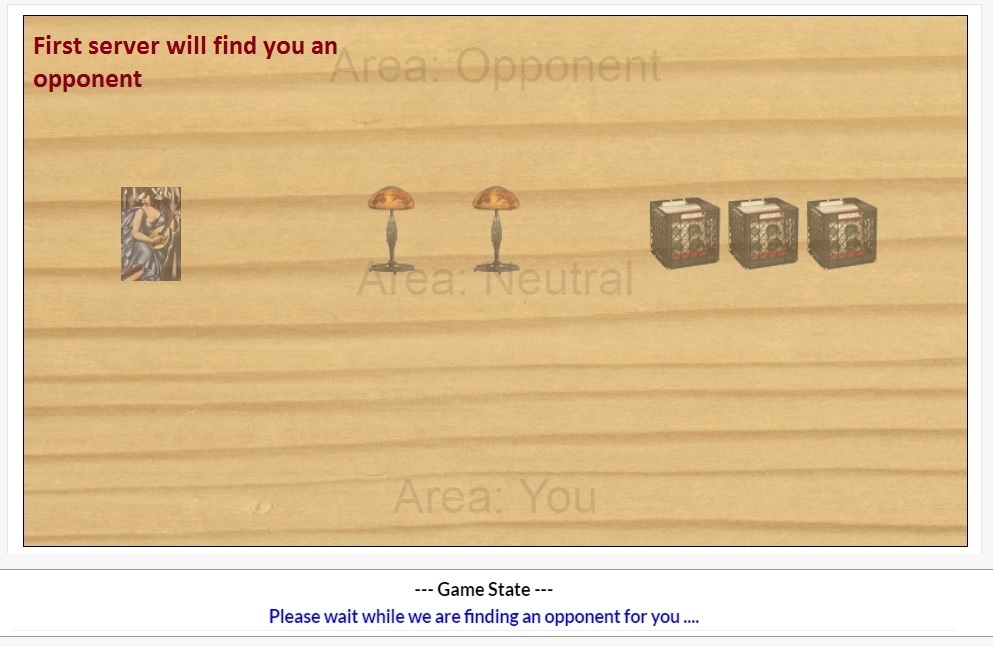 First server will find you an
opponent
Area: Opponent
Area: Neutral
Area: You
--- Game State ---
Please wait while we are finding an opponent for you ....